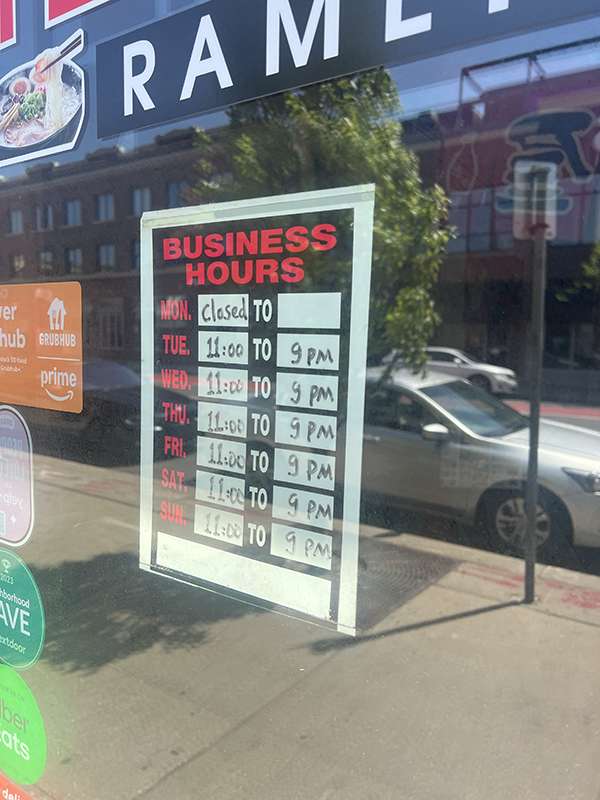 RAME
BUSINESS
HOURS
MON. Closed TO
TUE. 11:00 TO 9 PM
WED. 11:00 TO 9 PM
THU. 11:00 TO 9 PM
FRI. 11:00 TO 9 PM
SAT. 11:00 TO 9 PM
SUN. 11:00 TO 9 PM
GRUBHUB
prime
2023